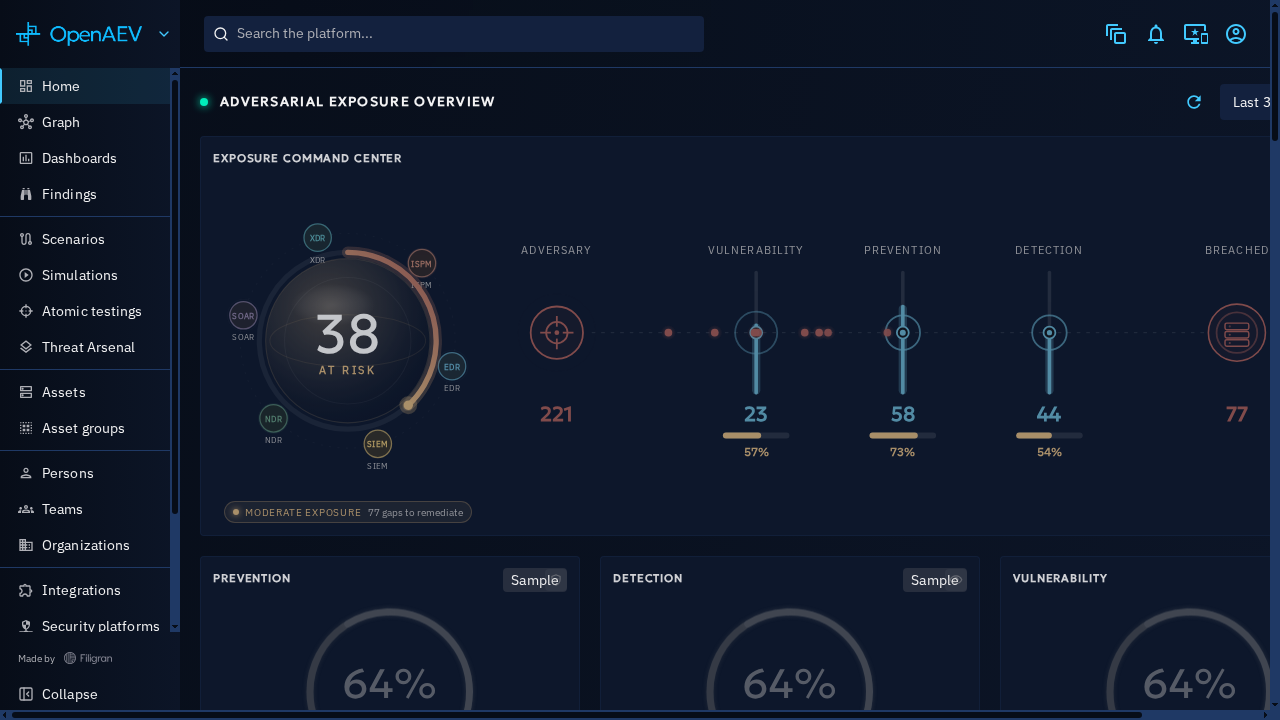 OpenAEV
Search the platform...
Home
Graph
Dashboards
Findings
Scenarios
Simulations
Atomic testings
Threat Arsenal
Assets
Asset groups
Persons
Teams
Organizations
Integrations
Security platforms
Made by Filigran
Collapse
ADVERSARIAL EXPOSURE OVERVIEW
Last 3
EXPOSURE COMMAND CENTER
XDR
XDR
ISPM
ISPM
SOAR
SOAR
38
AT RISK
EDR
EDR
NDR
NDR
SIEM
SIEM
MODERATE EXPOSURE 77 gaps to remediate
ADVERSARY
221
VULNERABILITY
23
57%
PREVENTION
58
73%
DETECTION
44
54%
BREACHED
77
PREVENTION
Sample
64%
DETECTION
Sample
64%
VULNERABILITY
64%